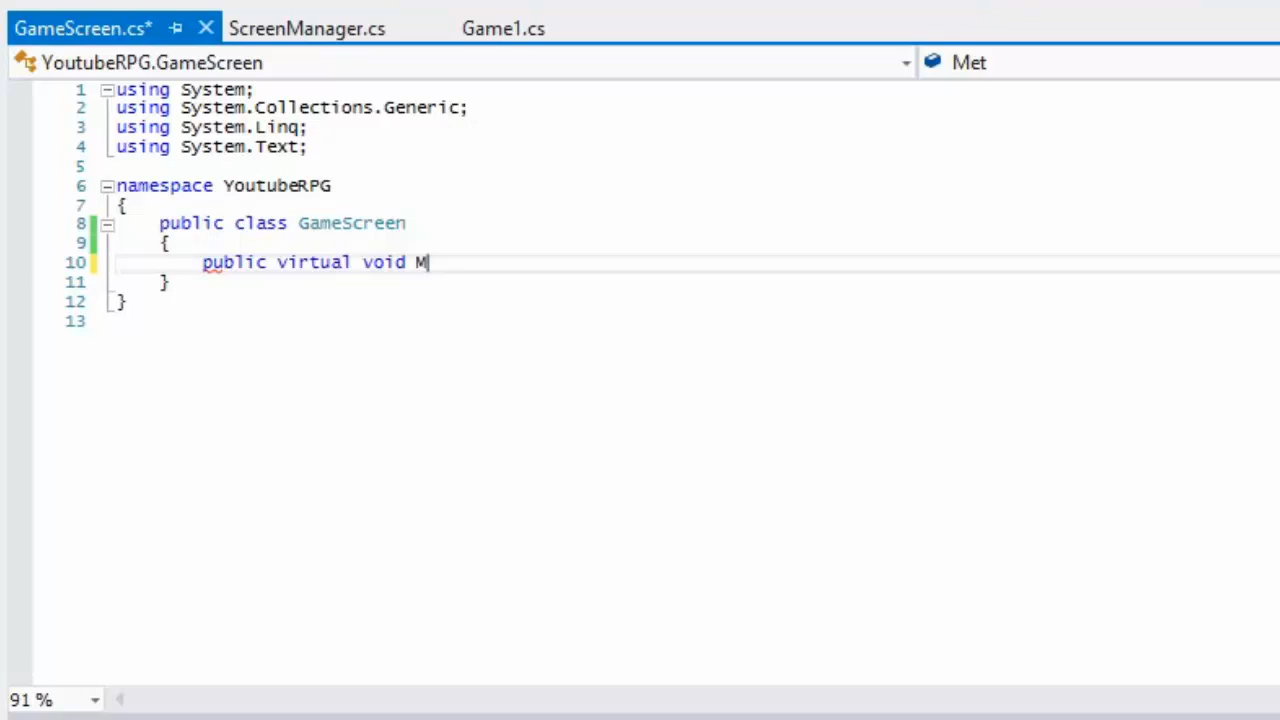 GameScreen.cs* ScreenManager.cs Game1.cs
YoutubeRPG.GameScreen Met
1 using System;
2 using System.Collections.Generic;
3 using System.Linq;
4 using System.Text;
5
6 namespace YoutubeRPG
7 {
8 public class GameScreen
9 {
10 public virtual void M
11 }
12 }
13
91 %